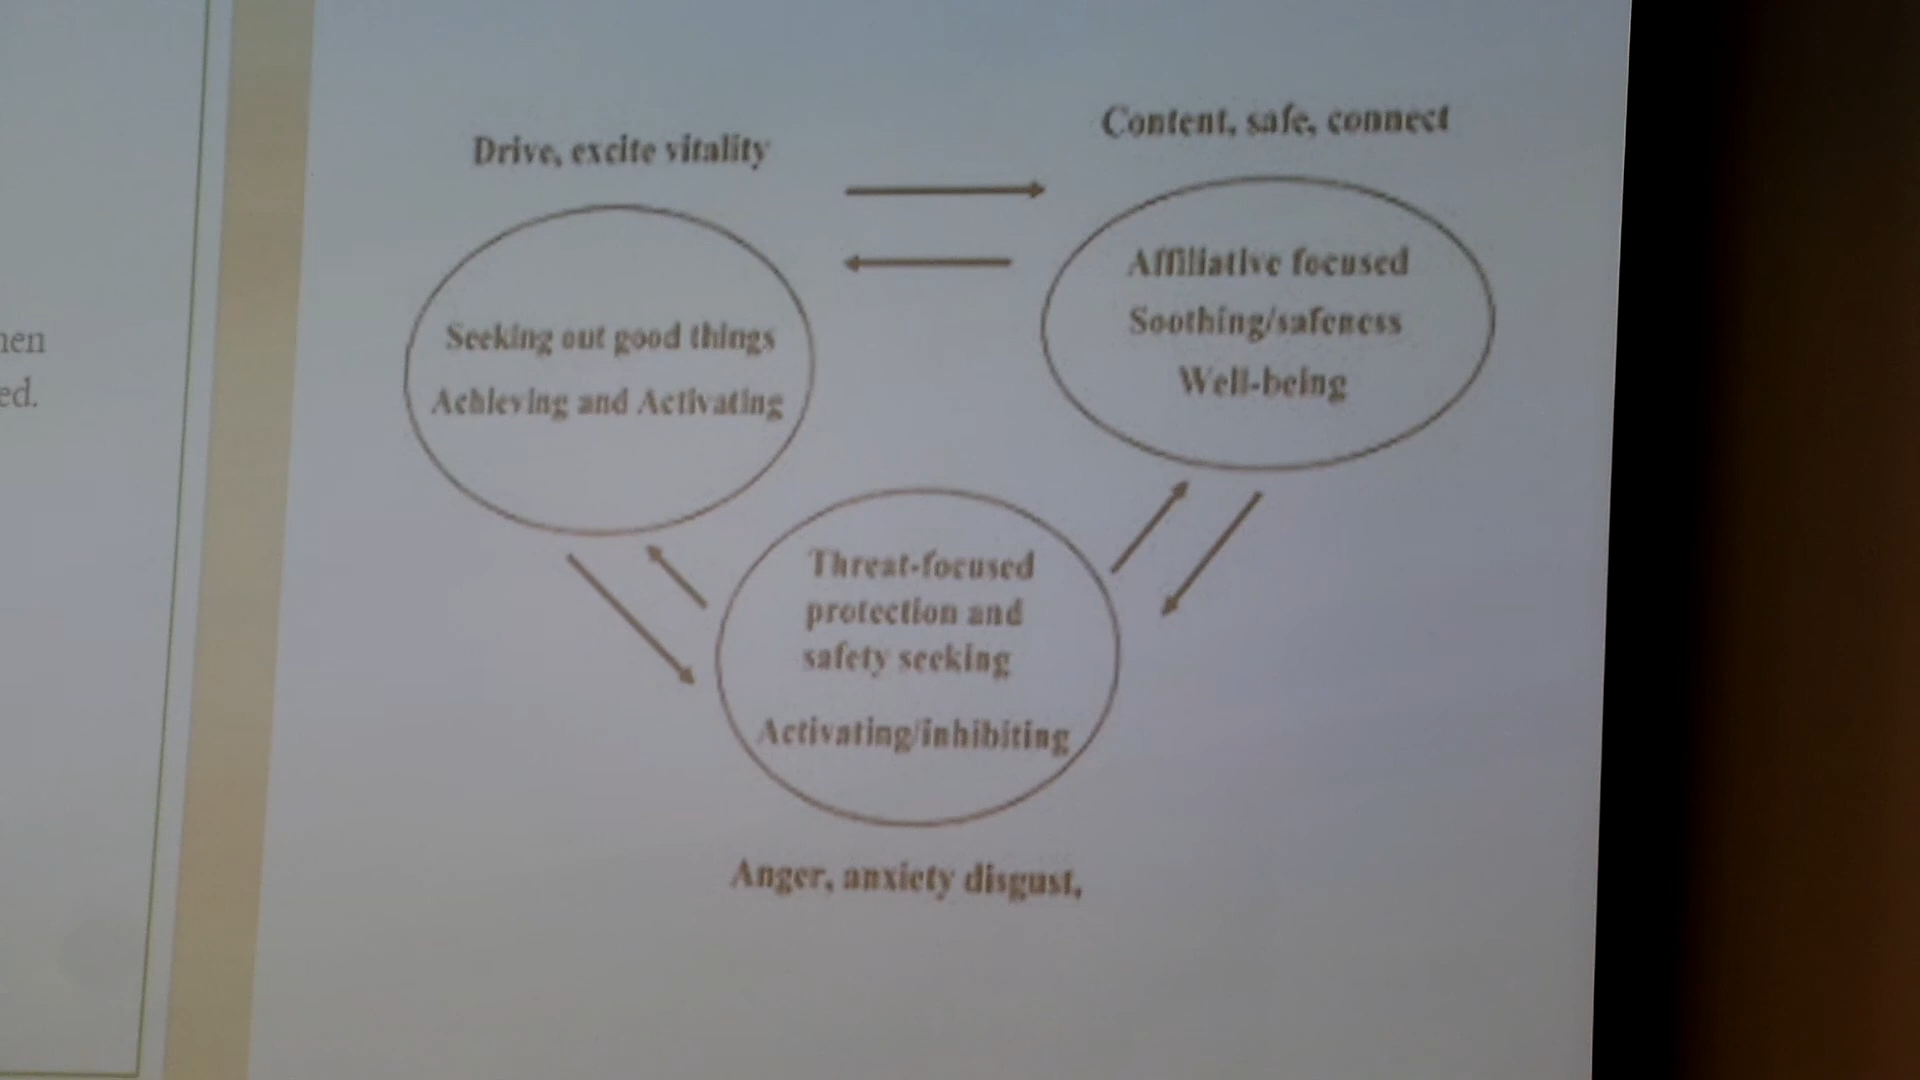 nen
ed.
Drive, excite vitality
Content, safe, connect
Seeking out good things
Achieving and Activating
Affiliative focused
Soothing/safeness
Well-being
Threat-focused
protection and
safety seeking
Activating/inhibiting
Anger, anxiety disgust,